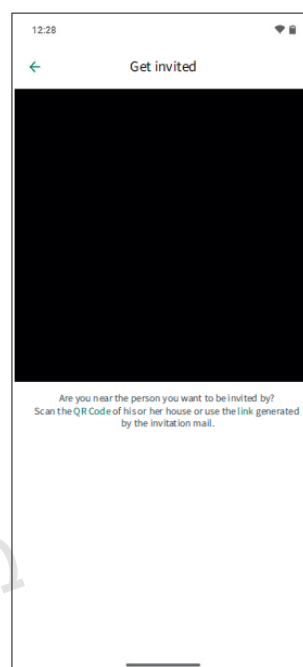 12:28
Get invited
Are you near the person you want to be invited by?
Scan the QR Code of his or her house or use the link generated
by the invitation mail.